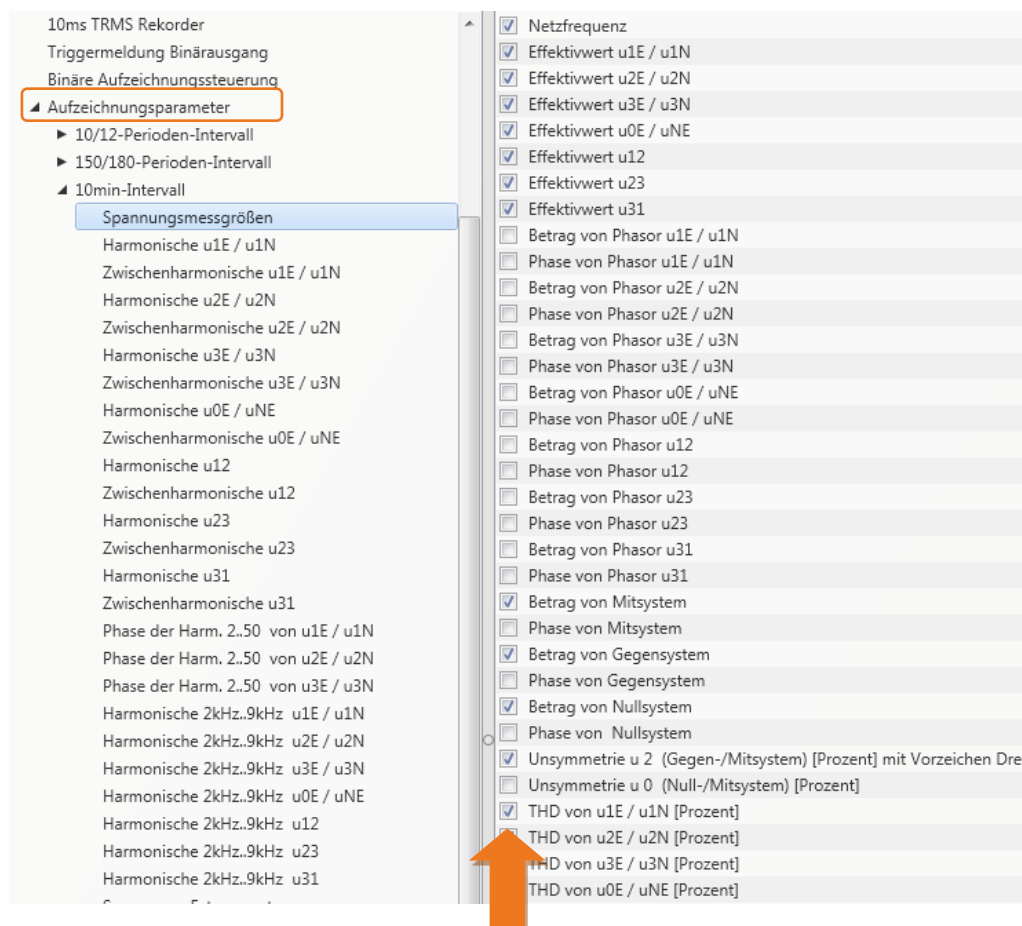 10ms TRMS Rekorder
Triggermeldung Binärausgang
Binäre Aufzeichnungssteuerung
Aufzeichnungsparameter
10/12-Perioden-Intervall
150/180-Perioden-Intervall
10min-Intervall
Spannungsmessgrößen
Harmonische u1E / u1N
Zwischenharmonische u1E / u1N
Harmonische u2E / u2N
Zwischenharmonische u2E / u2N
Harmonische u3E / u3N
Zwischenharmonische u3E / u3N
Harmonische u0E / uNE
Zwischenharmonische u0E / uNE
Harmonische u12
Zwischenharmonische u12
Harmonische u23
Zwischenharmonische u23
Harmonische u31
Zwischenharmonische u31
Phase der Harm. 2..50 von u1E / u1N
Phase der Harm. 2..50 von u2E / u2N
Phase der Harm. 2..50 von u3E / u3N
Harmonische 2kHz..9kHz u1E / u1N
Harmonische 2kHz..9kHz u2E / u2N
Harmonische 2kHz..9kHz u3E / u3N
Harmonische 2kHz..9kHz u0E / uNE
Harmonische 2kHz..9kHz u12
Harmonische 2kHz..9kHz u23
Harmonische 2kHz..9kHz u31
Netzfrequenz
Effektivwert u1E / u1N
Effektivwert u2E / u2N
Effektivwert u3E / u3N
Effektivwert u0E / uNE
Effektivwert u12
Effektivwert u23
Effektivwert u31
Betrag von Phasor u1E / u1N
Phase von Phasor u1E / u1N
Betrag von Phasor u2E / u2N
Phase von Phasor u2E / u2N
Betrag von Phasor u3E / u3N
Phase von Phasor u3E / u3N
Betrag von Phasor u0E / uNE
Phase von Phasor u0E / uNE
Betrag von Phasor u12
Phase von Phasor u12
Betrag von Phasor u23
Phase von Phasor u23
Betrag von Phasor u31
Phase von Phasor u31
Betrag von Mitsystem
Phase von Mitsystem
Betrag von Gegensystem
Phase von Gegensystem
Betrag von Nullsystem
Phase von Nullsystem
Unsymmetrie u 2 (Gegen-/Mitsystem) [Prozent] mit Vorzeichen Dre
Unsymmetrie u 0 (Null-/Mitsystem) [Prozent]
THD von u1E / u1N [Prozent]
THD von u2E / u2N [Prozent]
THD von u3E / u3N [Prozent]
THD von u0E / uNE [Prozent]